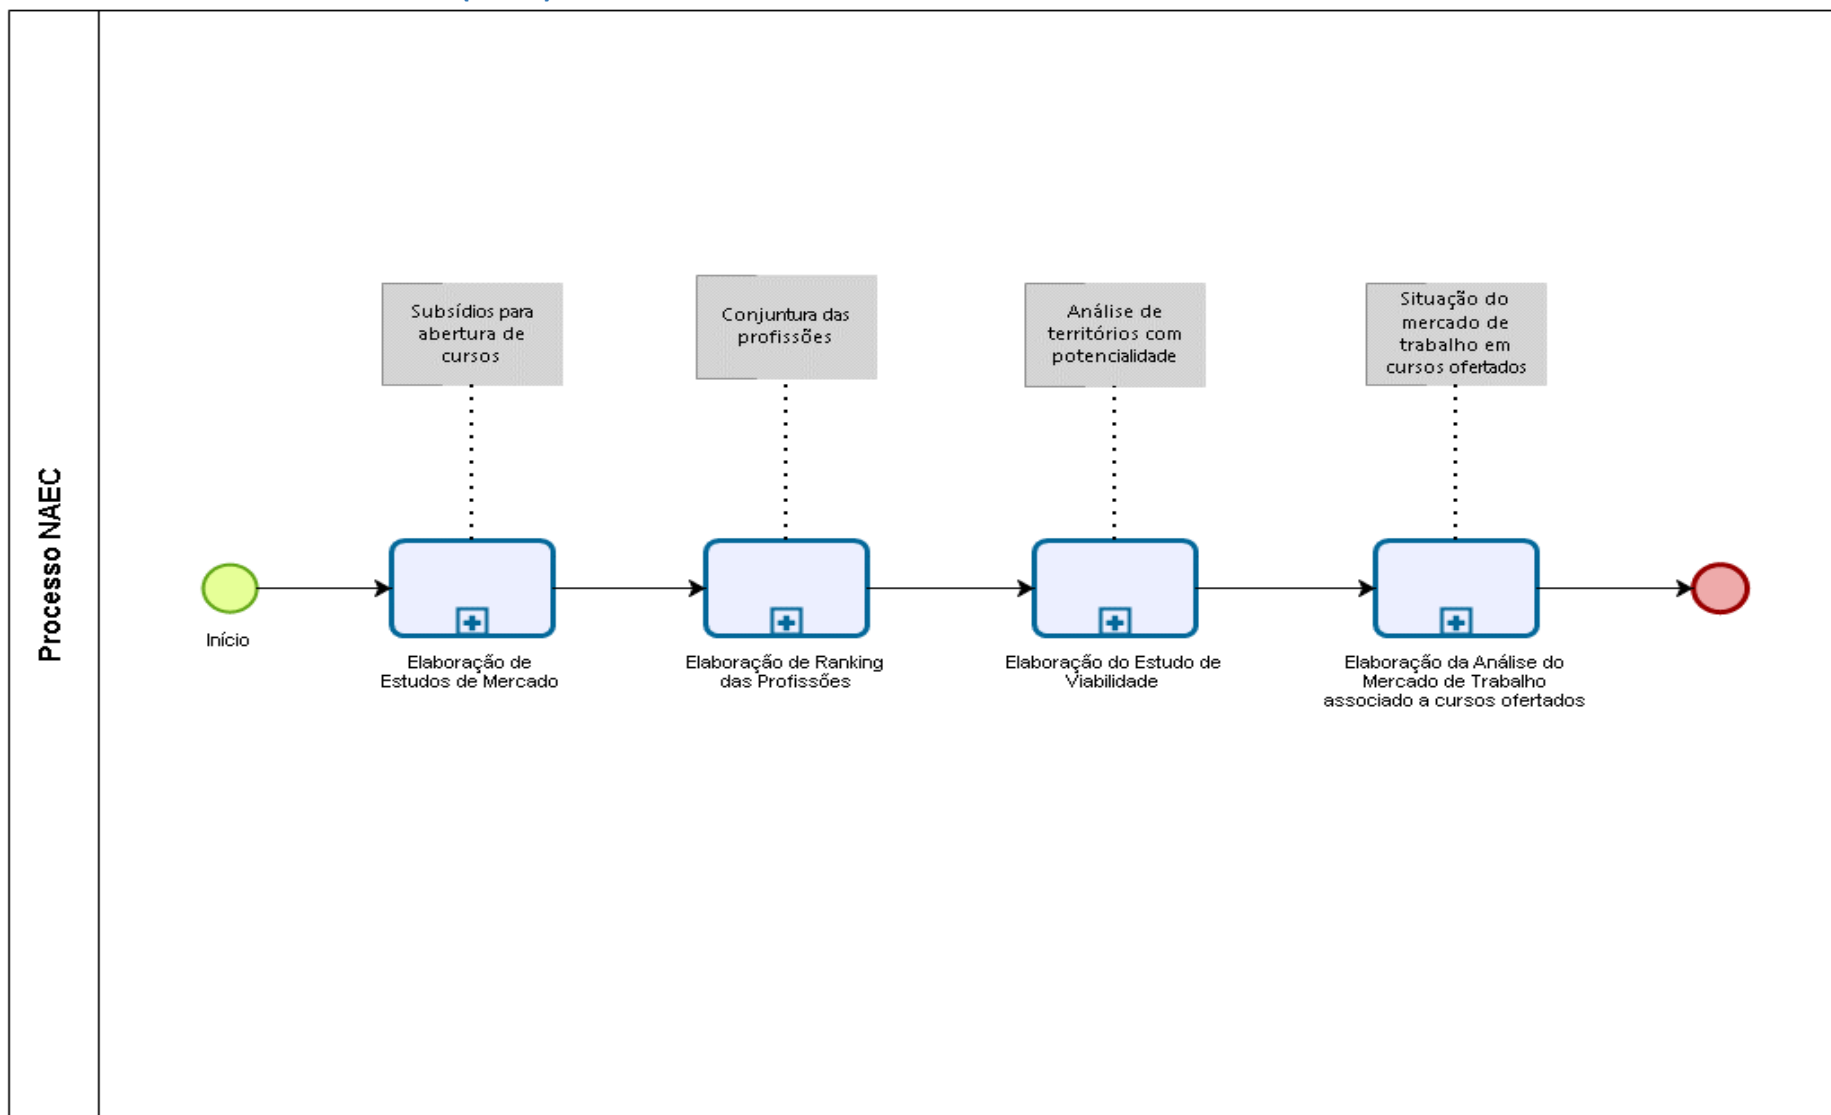 Processo NAEC
Subsídios para
abertura de
cursos
Conjuntura das
profissões
Análise de
territórios com
potencialidade
Situação do
mercado de
trabalho em
cursos ofertados
Início
Elaboração de
Estudos de Mercado
Elaboração de Ranking
das Profissões
Elaboração do Estudo de
Viabilidade
Elaboração da Análise do
Mercado de Trabalho
associado a cursos ofertados